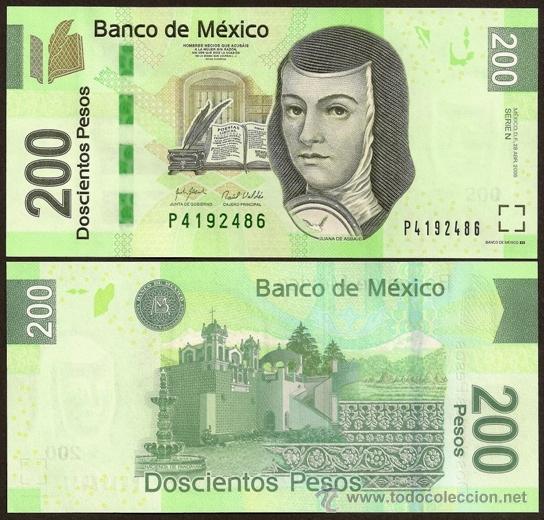 Banco de México
HOMBRES NECIOS QUE ACUSÁIS
A LA MUJER SIN RAZÓN,
SIN VER QUE SOIS LA OCASIÓN
DE LO MISMO QUE CULPÁIS...
200
200
Doscientos Pesos
MÉXICO, D.F., 28 ABR. 2008
SERIE N
JUNTA DE GOBIERNO
CAJERO PRINCIPAL
P4192486
P4192486
JUANA DE ASBAJE
BANCO DE MÉXICO
200
BANCO DE MEXICO
Banco de México
200
Pesos
200
Doscientos Pesos
www.todocoleccion.net